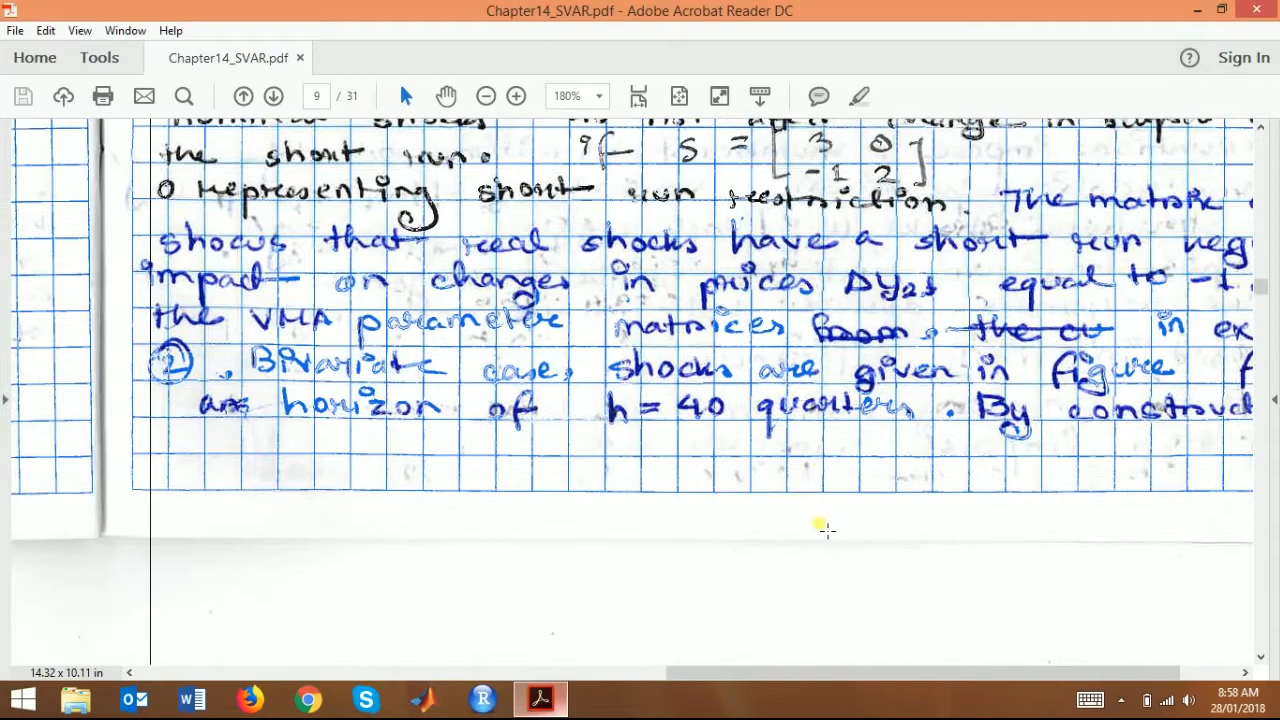 Chapter14_SVAR.pdf - Adobe Acrobat Reader DC
File Edit View Window Help
Home Tools Chapter14_SVAR.pdf × Sign In
9 / 31 180%
shocks in
the short run. if S = [ 3 0
-1 2 ]
0 representing short run restriction. The matrix
shows that real shocks have a short run neg
impact on changes in prices ΔY2t equal to -1.
the VMA parameter matrices in ex
② . Bivariate case, shocks are given in figure f
horizon of h = 40 quarters. By construct
14.32 x 10.11 in
8:58 AM
28/01/2018